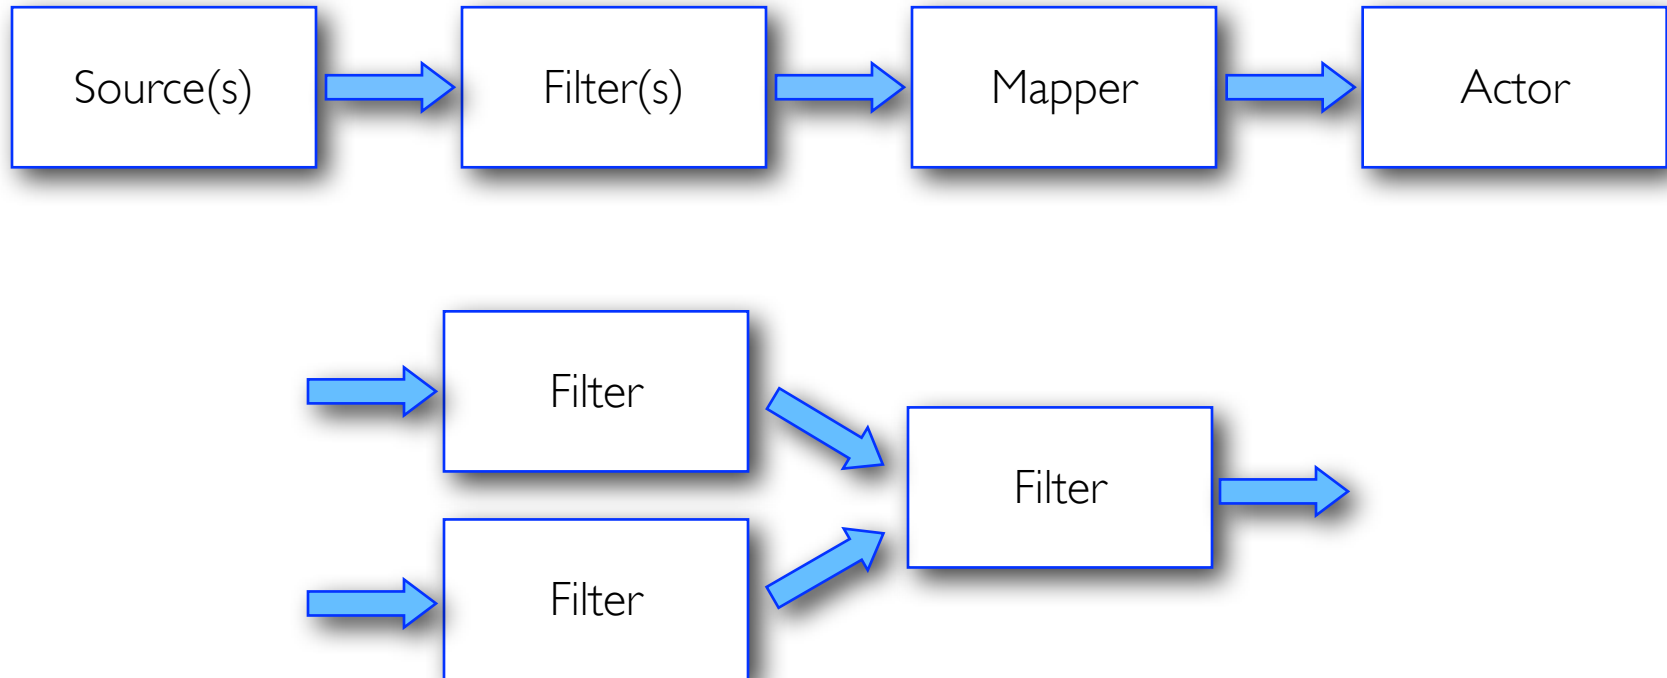 Source(s)
Filter(s)
Mapper
Actor
Filter
Filter
Filter